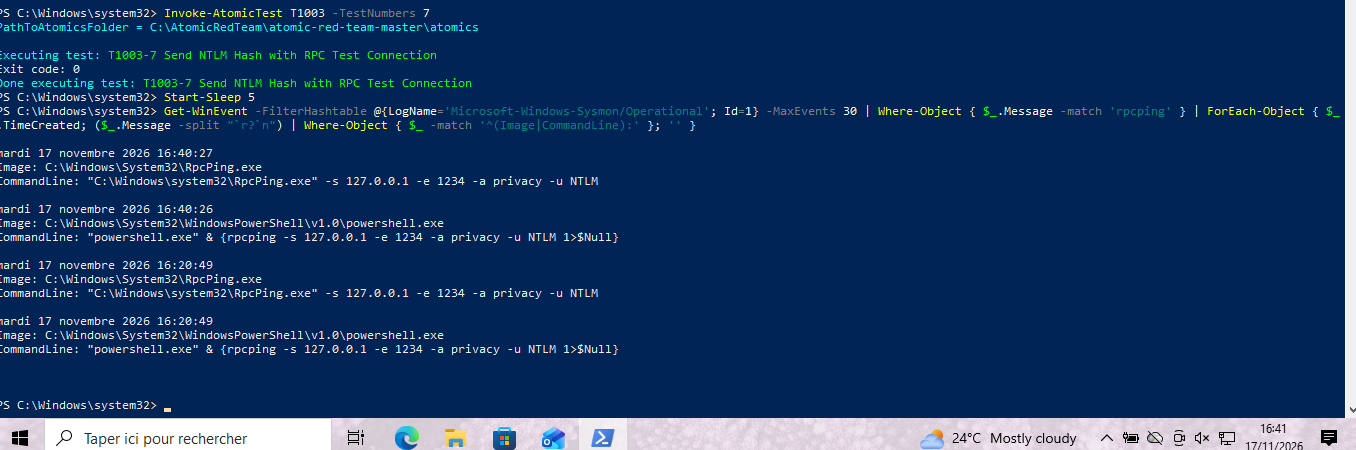 PS C:\Windows\system32> Invoke-AtomicTest T1003 -TestNumbers 7
PathToAtomicsFolder = C:\AtomicRedTeam\atomic-red-team-master\atomics
Executing test: T1003-7 Send NTLM Hash with RPC Test Connection
Exit code: 0
Done executing test: T1003-7 Send NTLM Hash with RPC Test Connection
PS C:\Windows\system32> Start-Sleep 5
PS C:\Windows\system32> Get-WinEvent -FilterHashtable @{LogName='Microsoft-Windows-Sysmon/Operational'; Id=1} -MaxEvents 30 | Where-Object { $_.Message -match 'rpcping' } | ForEach-Object { $_
.TimeCreated; ($_.Message -split "`r?`n") | Where-Object { $_ -match '^(Image|CommandLine):' }; '' }
mardi 17 novembre 2026 16:40:27
Image: C:\Windows\System32\RpcPing.exe
CommandLine: "C:\Windows\system32\RpcPing.exe" -s 127.0.0.1 -e 1234 -a privacy -u NTLM
mardi 17 novembre 2026 16:40:26
Image: C:\Windows\System32\WindowsPowerShell\v1.0\powershell.exe
CommandLine: "powershell.exe" & {rpcping -s 127.0.0.1 -e 1234 -a privacy -u NTLM 1>$Null}
mardi 17 novembre 2026 16:20:49
Image: C:\Windows\System32\RpcPing.exe
CommandLine: "C:\Windows\system32\RpcPing.exe" -s 127.0.0.1 -e 1234 -a privacy -u NTLM
mardi 17 novembre 2026 16:20:49
Image: C:\Windows\System32\WindowsPowerShell\v1.0\powershell.exe
CommandLine: "powershell.exe" & {rpcping -s 127.0.0.1 -e 1234 -a privacy -u NTLM 1>$Null}
PS C:\Windows\system32>
Taper ici pour rechercher
24°C Mostly cloudy
16:41
17/11/2026